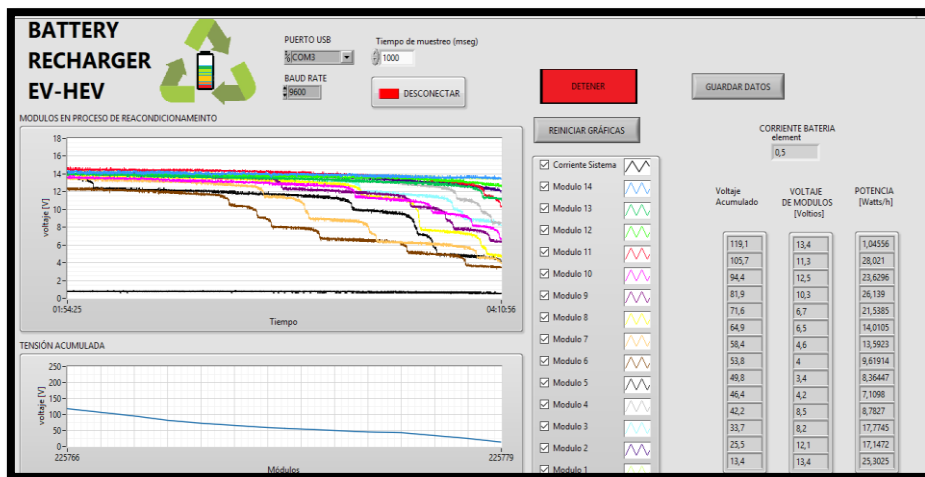 BATTERY
RECHARGER
EV-HEV
PUERTO USB
COM3
BAUD RATE
9600
Tiempo de muestreo (mseg)
1000
DESCONECTAR
DETENER
GUARDAR DATOS
MODULOS EN PROCESO DE REACONDICIONAMEINTO
REINICIAR GRÁFICAS
CORRIENTE BATERIA
element
0,5
voltaje [V]
18
16
14
12
10
8
6
4
2
0
01:54:25
04:10:56
Tiempo
Corriente Sistema
Modulo 14
Modulo 13
Modulo 12
Modulo 11
Modulo 10
Modulo 9
Modulo 8
Modulo 7
Modulo 6
Modulo 5
Modulo 4
Modulo 3
Modulo 2
Modulo 1
Voltaje
Acumulado
119,1
105,7
94,4
81,9
71,6
64,9
58,4
53,8
49,8
46,4
42,2
33,7
25,5
13,4
VOLTAJE
DE MODULOS
[Voltios]
13,4
11,3
12,5
10,3
6,7
6,5
4,6
4
3,4
4,2
8,5
8,2
12,1
13,4
POTENCIA
[Watts/h]
1,04556
28,021
23,6296
26,139
21,5385
14,0105
13,5923
9,61914
8,36447
7,1098
8,7827
17,7745
17,1472
25,3025
TENSIÓN ACUMULADA
voltaje [V]
250
200
150
100
50
0
225766
225779
Módulos